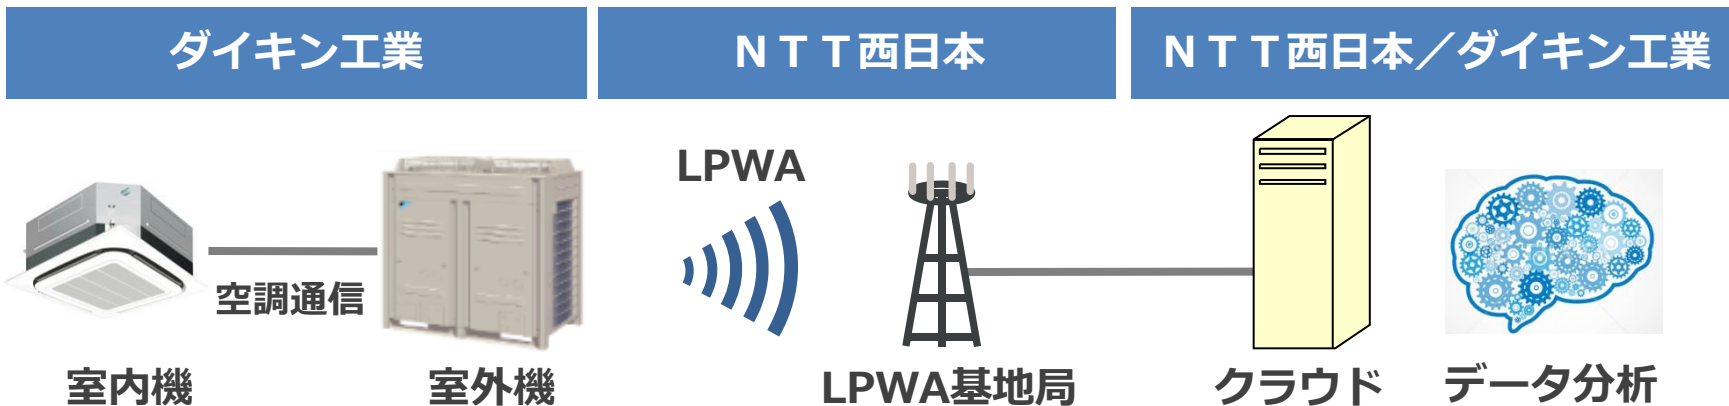 ダイキン工業
ＮＴＴ西日本
ＮＴＴ西日本／ダイキン工業
LPWA
空調通信
室内機
室外機
LPWA基地局
クラウド
データ分析